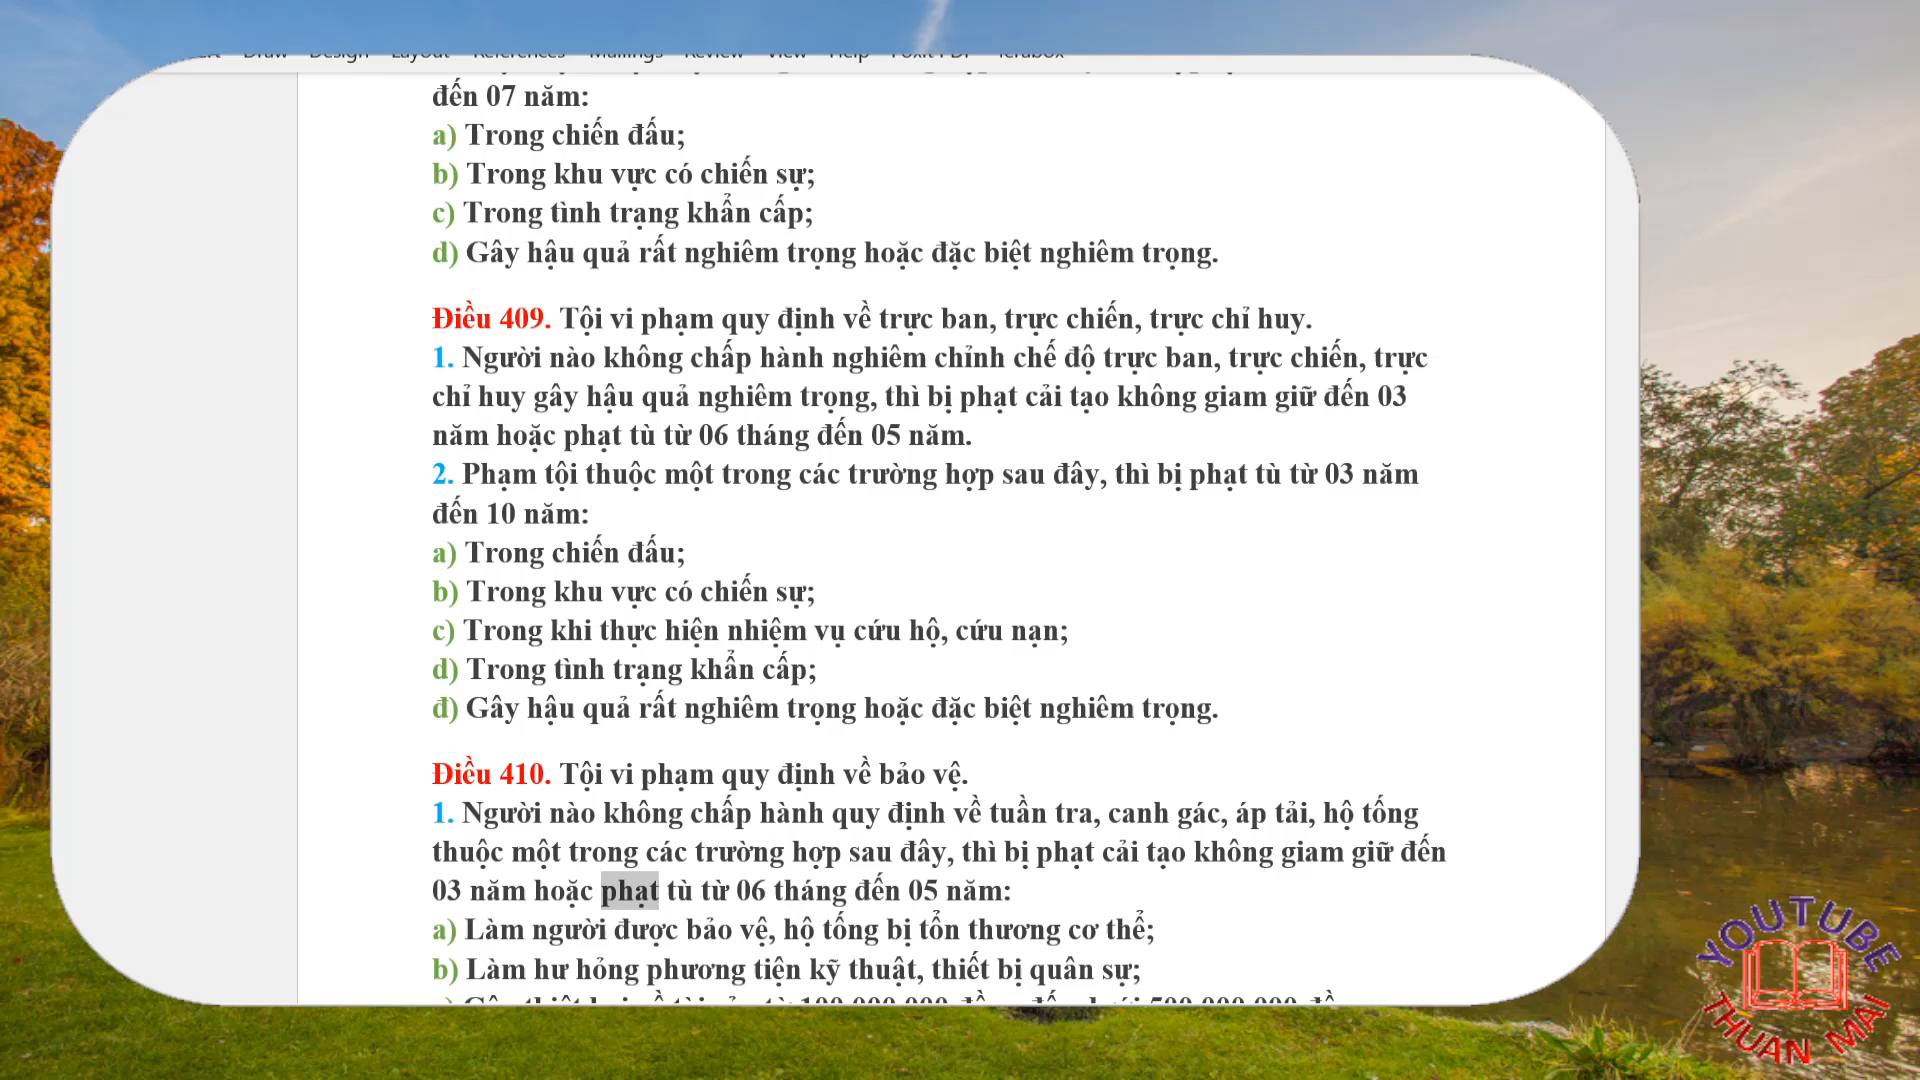 Draw Design Layout References Mailings Review View Help Foxit PDF Terabox
đến 07 năm:
a) Trong chiến đấu;
b) Trong khu vực có chiến sự;
c) Trong tình trạng khẩn cấp;
d) Gây hậu quả rất nghiêm trọng hoặc đặc biệt nghiêm trọng.
Điều 409. Tội vi phạm quy định về trực ban, trực chiến, trực chỉ huy.
1. Người nào không chấp hành nghiêm chỉnh chế độ trực ban, trực chiến, trực
chỉ huy gây hậu quả nghiêm trọng, thì bị phạt cải tạo không giam giữ đến 03
năm hoặc phạt tù từ 06 tháng đến 05 năm.
2. Phạm tội thuộc một trong các trường hợp sau đây, thì bị phạt tù từ 03 năm
đến 10 năm:
a) Trong chiến đấu;
b) Trong khu vực có chiến sự;
c) Trong khi thực hiện nhiệm vụ cứu hộ, cứu nạn;
d) Trong tình trạng khẩn cấp;
đ) Gây hậu quả rất nghiêm trọng hoặc đặc biệt nghiêm trọng.
Điều 410. Tội vi phạm quy định về bảo vệ.
1. Người nào không chấp hành quy định về tuần tra, canh gác, áp tải, hộ tống
thuộc một trong các trường hợp sau đây, thì bị phạt cải tạo không giam giữ đến
03 năm hoặc phạt tù từ 06 tháng đến 05 năm:
a) Làm người được bảo vệ, hộ tống bị tổn thương cơ thể;
b) Làm hư hỏng phương tiện kỹ thuật, thiết bị quân sự;
YOUTUBE
THUAN MAI